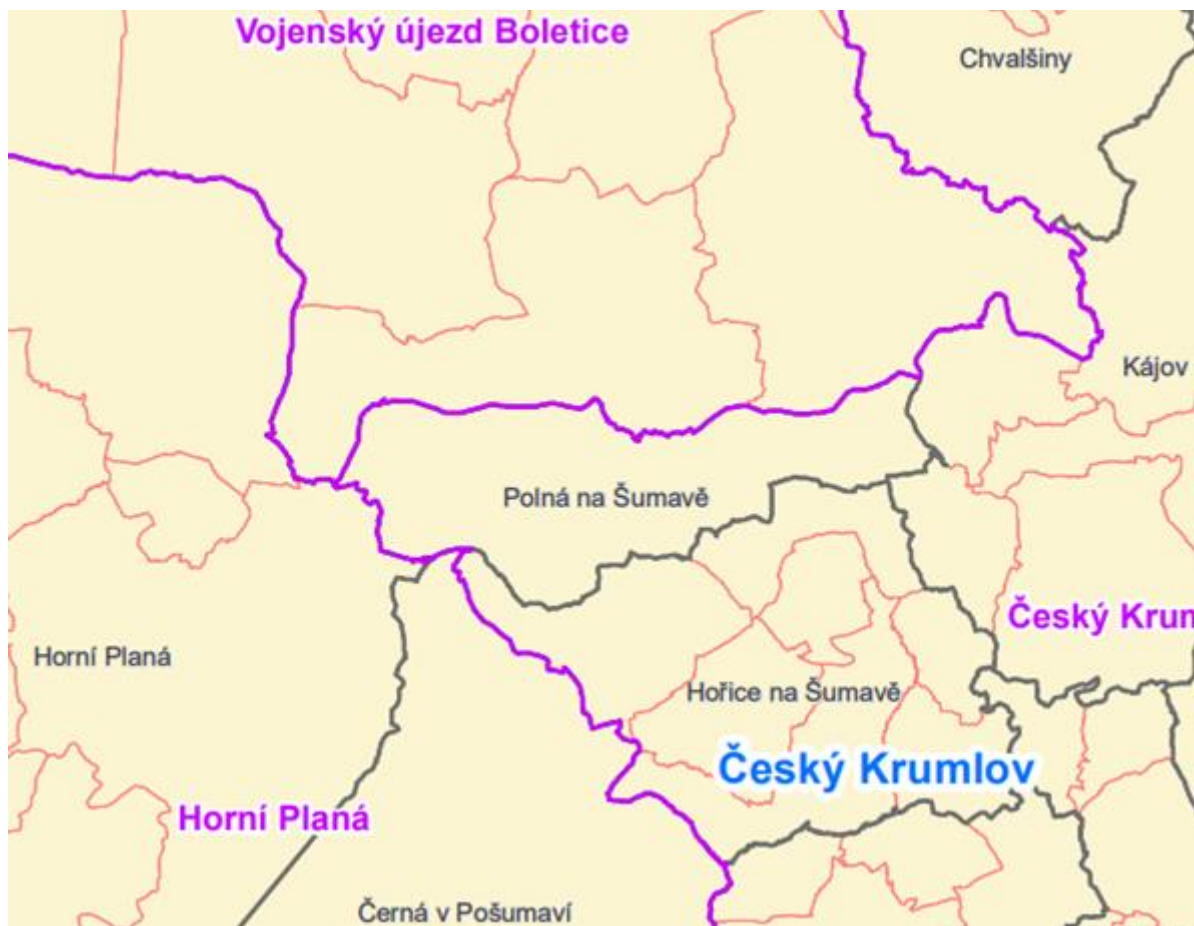 Vojenský újezd Boletice
Chvalšiny
Kájov
Polná na Šumavě
Český Krum
Horní Planá
Hořice na Šumavě
Český Krumlov
Horní Planá
Černá v Pošumaví